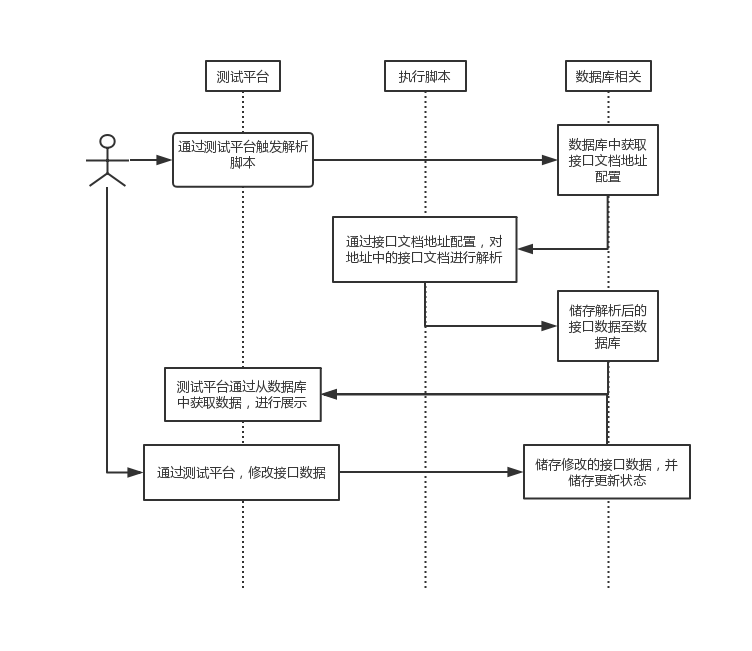 测试平台
执行脚本
数据库相关
通过测试平台触发解析
脚本
数据库中获取
接口文档地址
配置
通过接口文档地址配置，对
地址中的接口文档进行解析
储存解析后的
接口数据至数
据库
测试平台通过从数据库
中获取数据，进行展示
通过测试平台，修改接口数据
储存修改的接口数据，并
储存更新状态